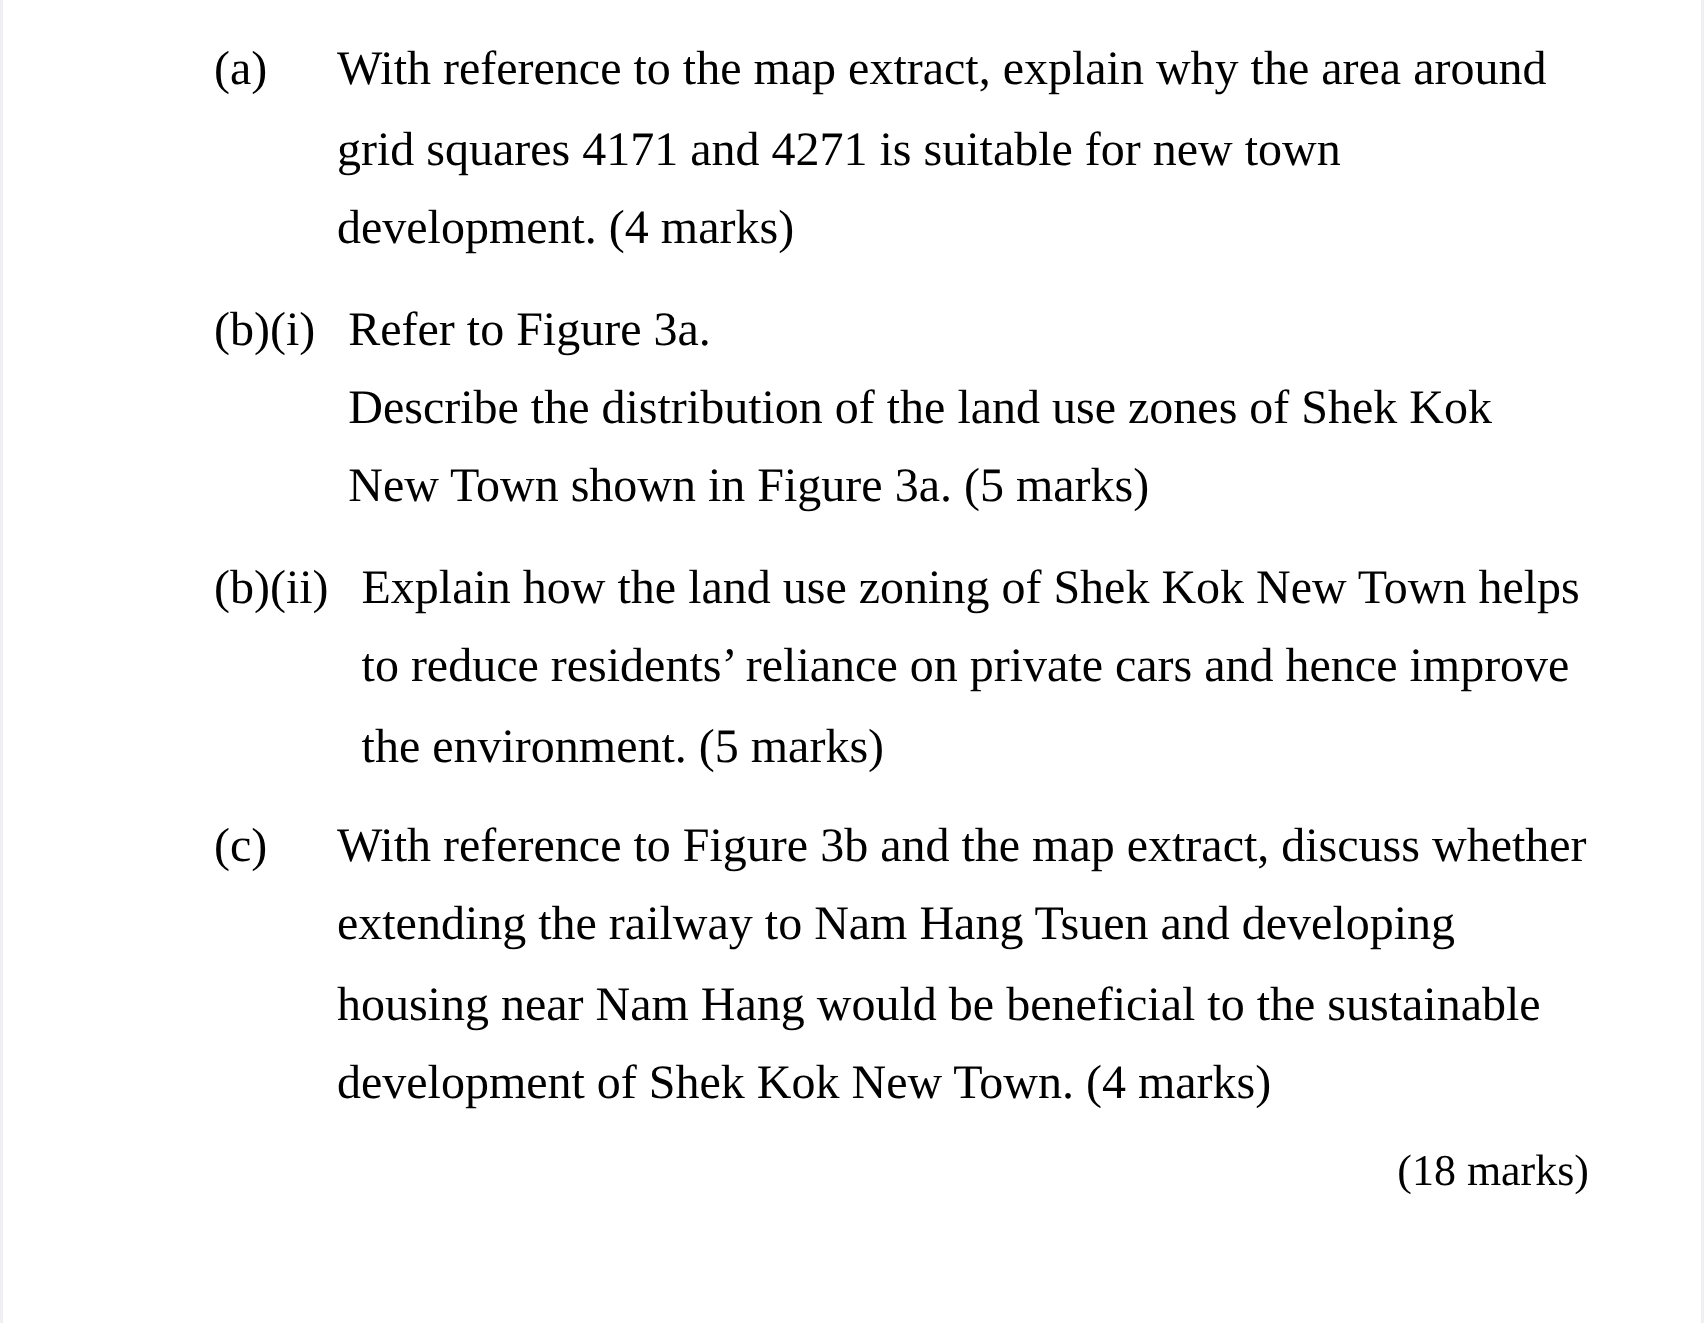 (a) With reference to the map extract, explain why the area around
grid squares 4171 and 4271 is suitable for new town
development. (4 marks)
(b)(i) Refer to Figure 3a.
Describe the distribution of the land use zones of Shek Kok
New Town shown in Figure 3a. (5 marks)
(b)(ii) Explain how the land use zoning of Shek Kok New Town helps
to reduce residents’ reliance on private cars and hence improve
the environment. (5 marks)
(c) With reference to Figure 3b and the map extract, discuss whether
extending the railway to Nam Hang Tsuen and developing
housing near Nam Hang would be beneficial to the sustainable
development of Shek Kok New Town. (4 marks)
(18 marks)